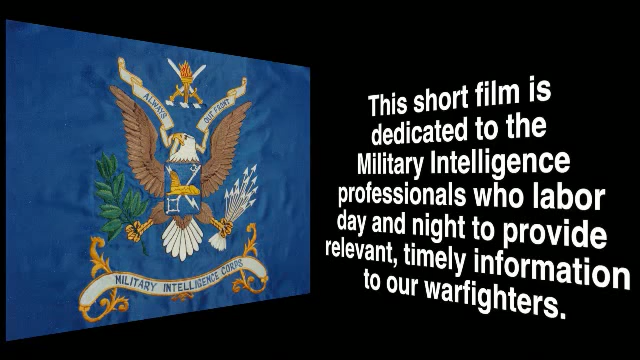 ALWAYS OUT FRONT
MILITARY INTELLIGENCE CORPS
This short film is
dedicated to the
Military Intelligence
professionals who labor
day and night to provide
relevant, timely information
to our warfighters.